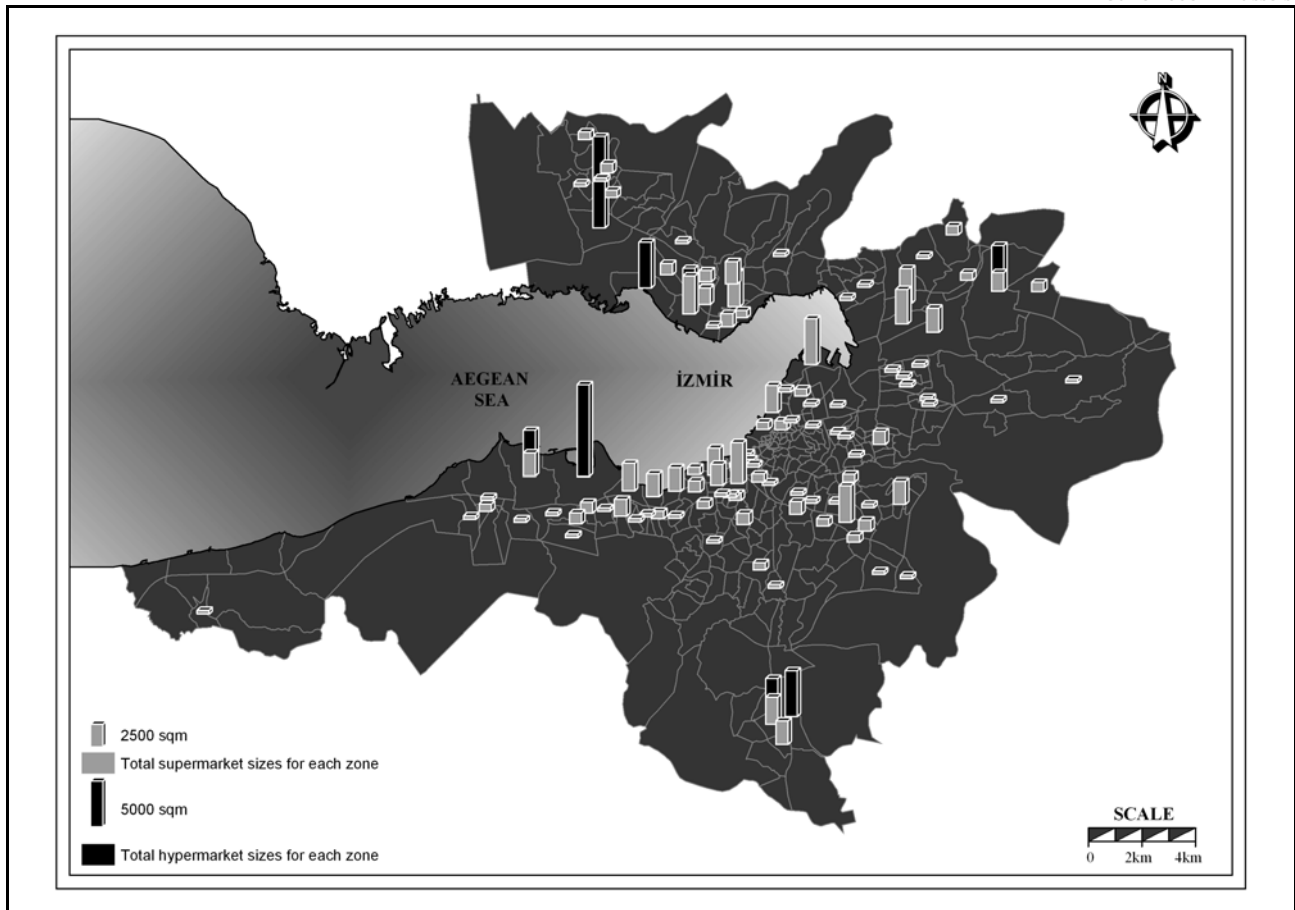 N
AEGEAN
SEA
İZMİR
2500 sqm
Total supermarket sizes for each zone
5000 sqm
Total hypermarket sizes for each zone
SCALE
0 2km 4km